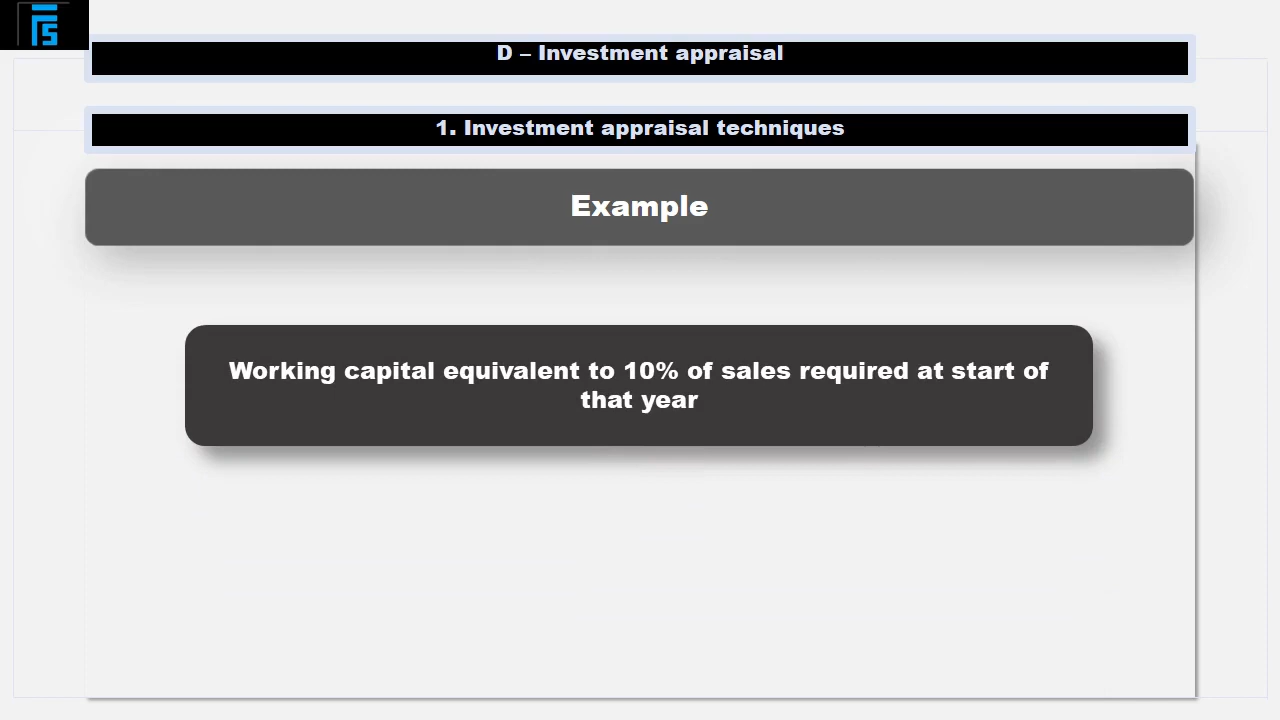 D – Investment appraisal
1. Investment appraisal techniques
Example
Working capital equivalent to 10% of sales required at start of
that year